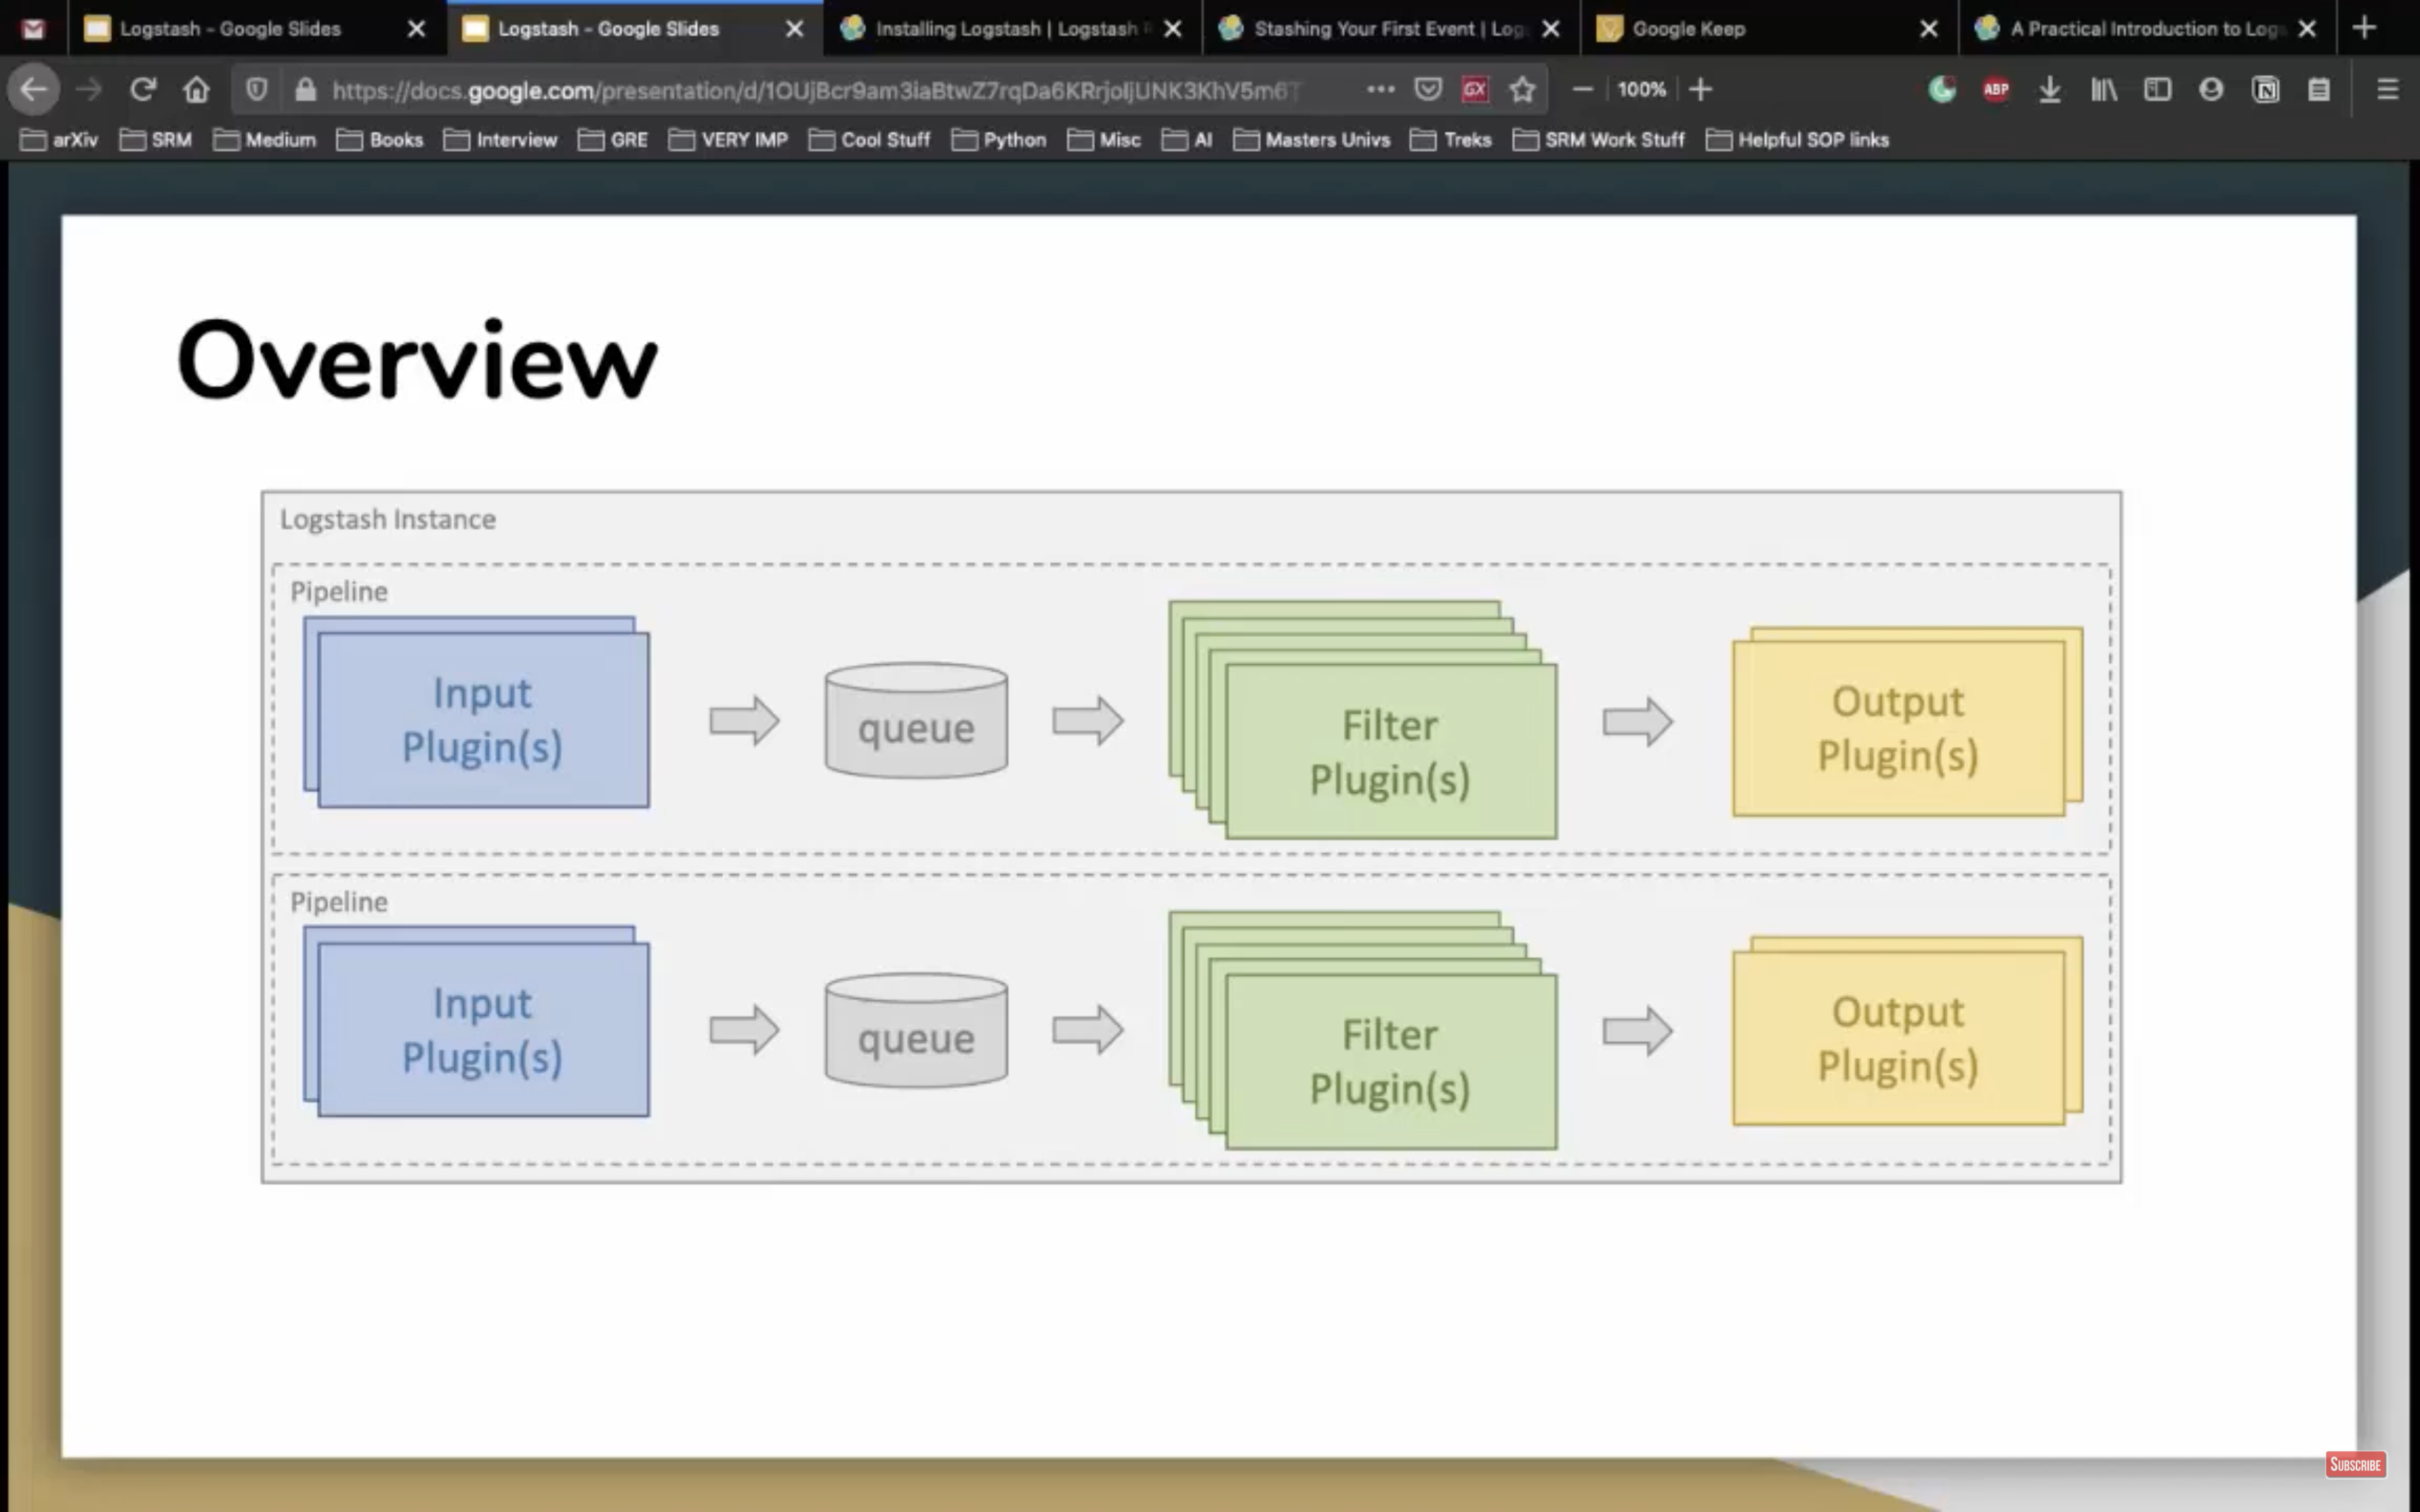 Logstash - Google Slides
Logstash - Google Slides
Installing Logstash | Logstash
Stashing Your First Event | Log
Google Keep
A Practical Introduction to Logs
https://docs.google.com/presentation/d/
100%
GX
ABP
arXiv
SRM
Medium
Books
Interview
GRE
VERY IMP
Cool Stuff
Python
Misc
AI
Masters Univs
Treks
SRM Work Stuff
Helpful SOP links
Overview
Logstash Instance
Pipeline
Input
Plugin(s)
queue
Filter
Plugin(s)
Output
Plugin(s)
Pipeline
Input
Plugin(s)
queue
Filter
Plugin(s)
Output
Plugin(s)
SUBSCRIBE